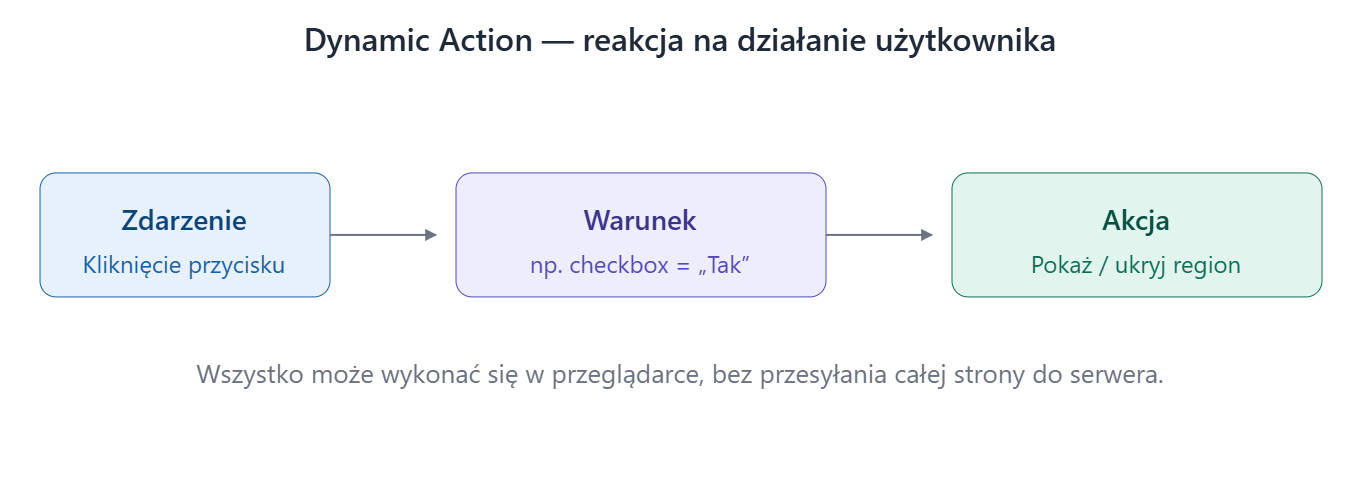 Dynamic Action — reakcja na działanie użytkownika
Zdarzenie
Kliknięcie przycisku
Warunek
np. checkbox = „Tak”
Akcja
Pokaż / ukryj region
Wszystko może wykonać się w przeglądarce, bez przesyłania całej strony do serwera.